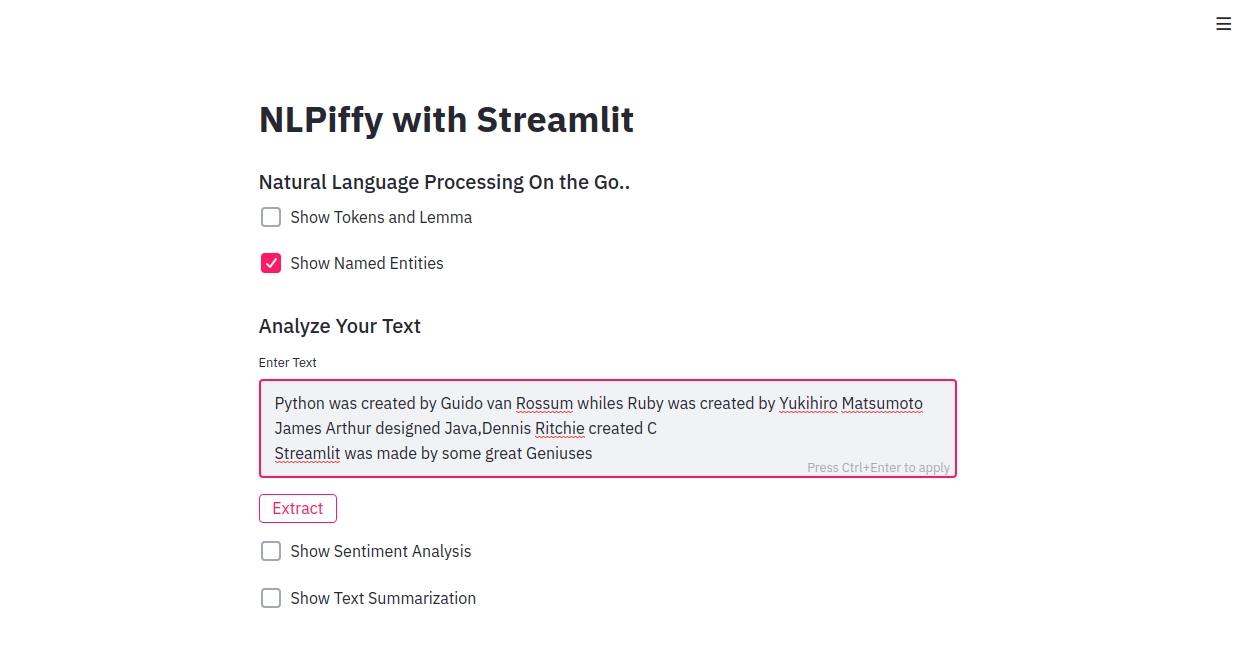 NLPiffy with Streamlit
Natural Language Processing On the Go..
Show Tokens and Lemma
Show Named Entities
Analyze Your Text
Enter Text
Python was created by Guido van Rossum whiles Ruby was created by Yukihiro Matsumoto
James Arthur designed Java,Dennis Ritchie created C
Streamlit was made by some great Geniuses
Press Ctrl+Enter to apply
Extract
Show Sentiment Analysis
Show Text Summarization